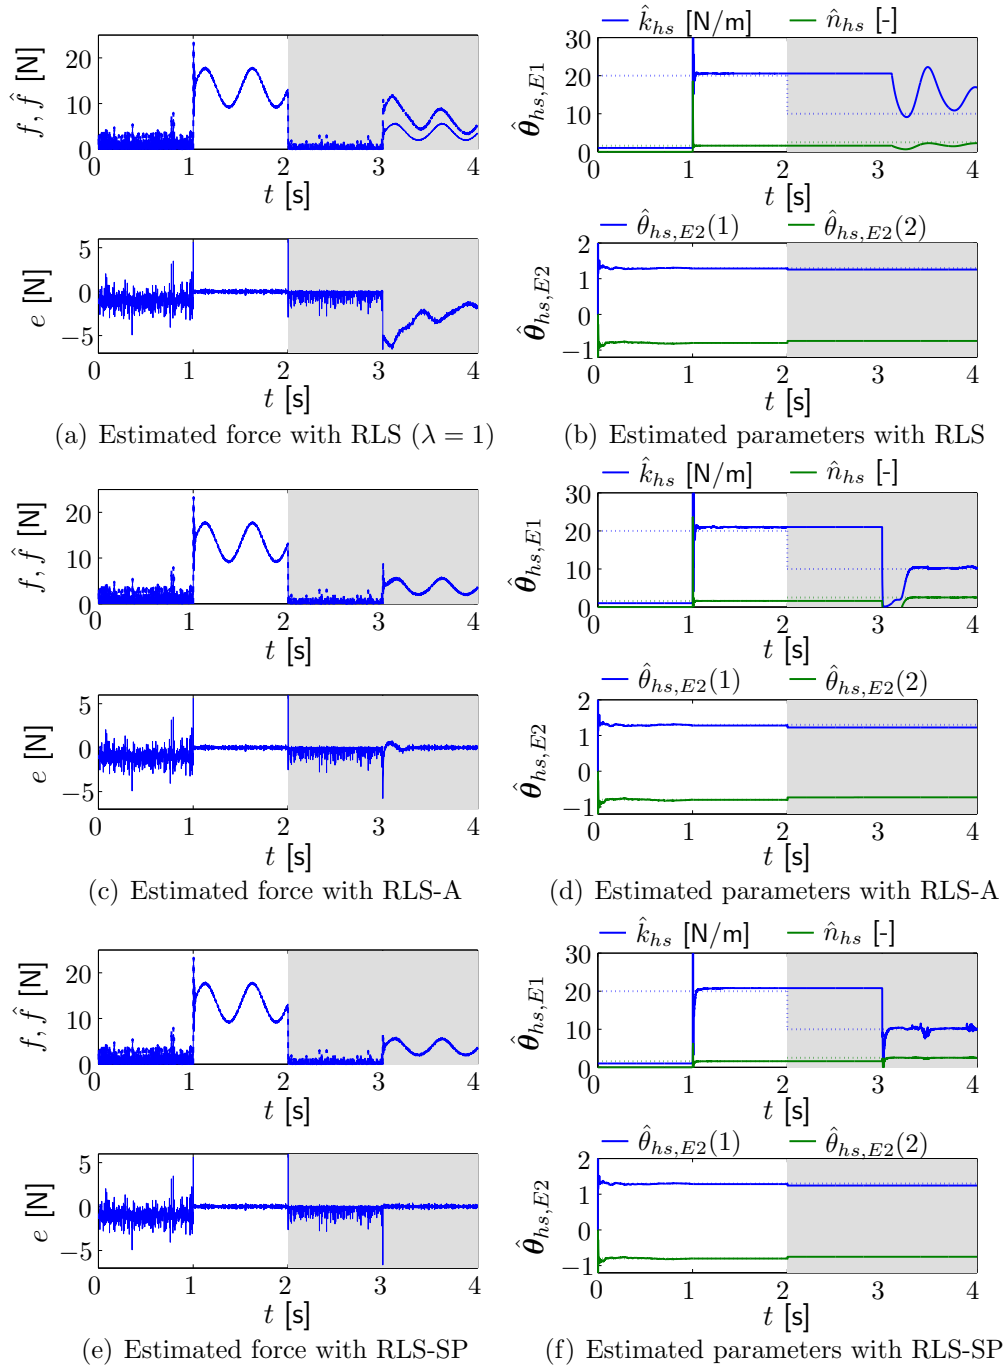 f, f̂ [N]
20
10
0
0 1 2 3 4
t [s]
e [N]
5
0
−5
0 1 2 3 4
t [s]
(a) Estimated force with RLS (λ = 1)
k̂hs [N/m] n̂hs [-]
θ̂hs,E1
30
20
10
0
0 1 2 3 4
t [s]
θ̂hs,E2(1) θ̂hs,E2(2)
θ̂hs,E2
2
1
0
−1
0 1 2 3 4
t [s]
(b) Estimated parameters with RLS
f, f̂ [N]
20
10
0
0 1 2 3 4
t [s]
e [N]
5
0
−5
0 1 2 3 4
t [s]
(c) Estimated force with RLS-A
k̂hs [N/m] n̂hs [-]
θ̂hs,E1
30
20
10
0
0 1 2 3 4
t [s]
θ̂hs,E2(1) θ̂hs,E2(2)
θ̂hs,E2
2
1
0
−1
0 1 2 3 4
t [s]
(d) Estimated parameters with RLS-A
f, f̂ [N]
20
10
0
0 1 2 3 4
t [s]
e [N]
5
0
−5
0 1 2 3 4
t [s]
(e) Estimated force with RLS-SP
k̂hs [N/m] n̂hs [-]
θ̂hs,E1
30
20
10
0
0 1 2 3 4
t [s]
θ̂hs,E2(1) θ̂hs,E2(2)
θ̂hs,E2
2
1
0
−1
0 1 2 3 4
t [s]
(f) Estimated parameters with RLS-SP